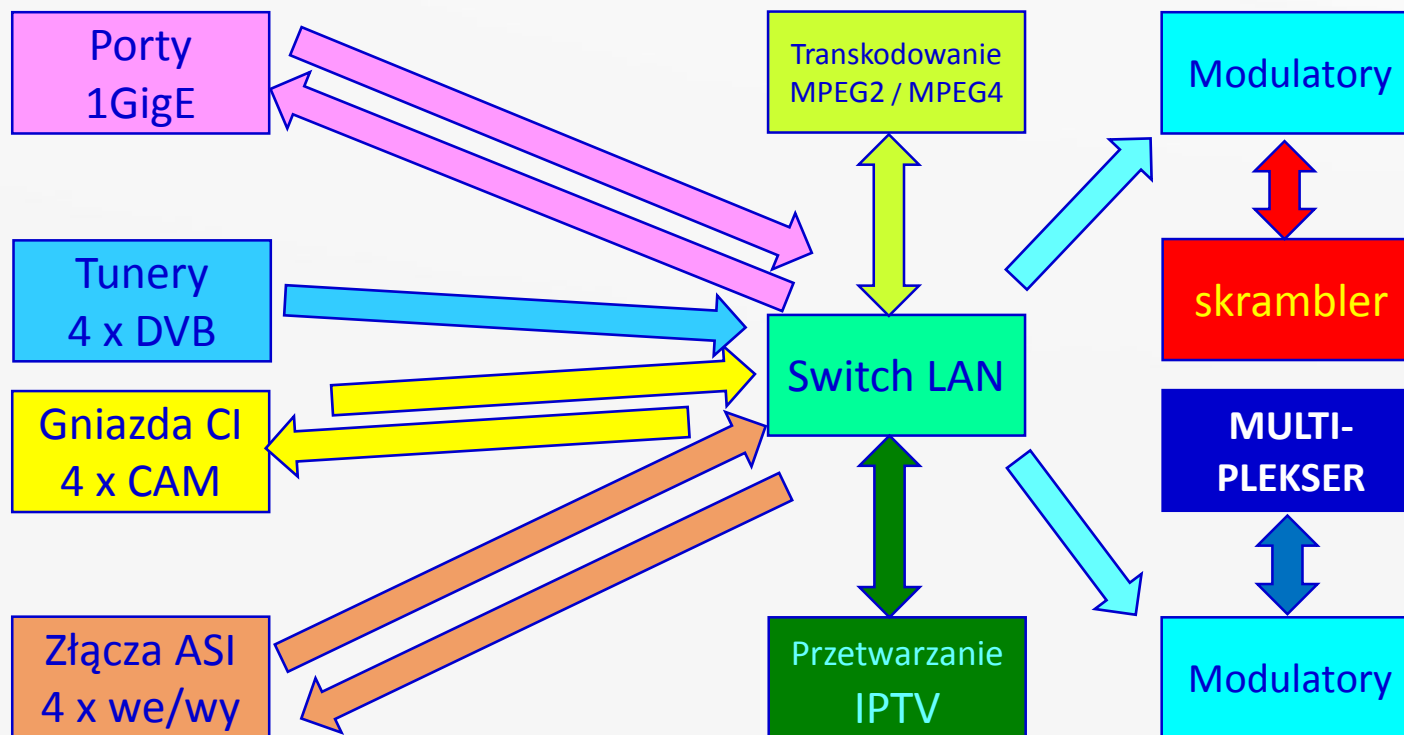 Porty
1GigE
Transkodowanie
MPEG2 / MPEG4
Modulatory
Tunery
4 x DVB
skrambler
Switch LAN
Gniazda CI
4 x CAM
MULTI-
PLEKSER
Złącza ASI
4 x we/wy
Przetwarzanie
IPTV
Modulatory